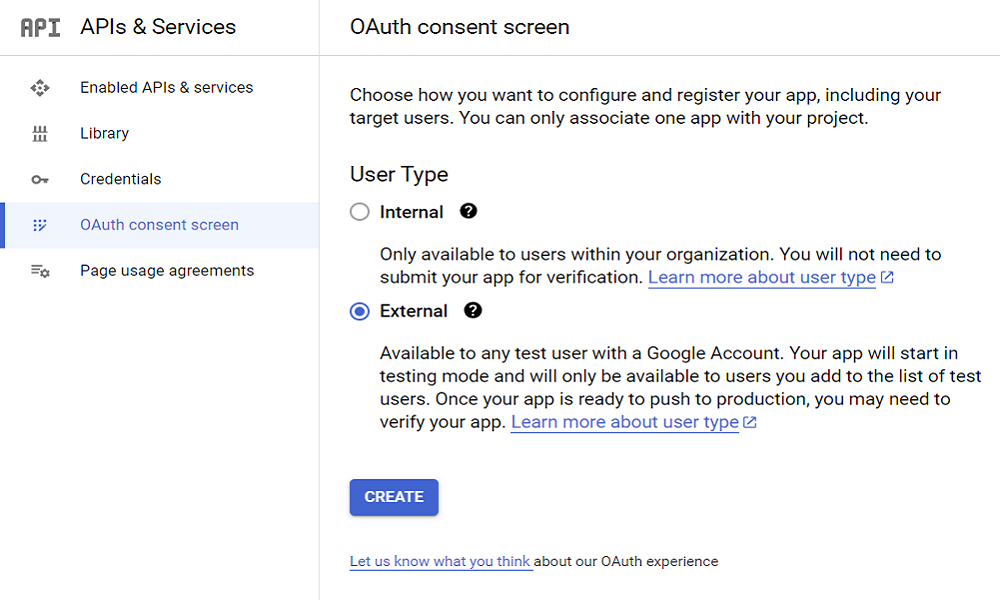 API APIs & Services
OAuth consent screen
Enabled APIs & services
Library
Credentials
OAuth consent screen
Page usage agreements
Choose how you want to configure and register your app, including your
target users. You can only associate one app with your project.
User Type
Internal ?
Only available to users within your organization. You will not need to
submit your app for verification. Learn more about user type
External ?
Available to any test user with a Google Account. Your app will start in
testing mode and will only be available to users you add to the list of test
users. Once your app is ready to push to production, you may need to
verify your app. Learn more about user type
CREATE
Let us know what you think about our OAuth experience